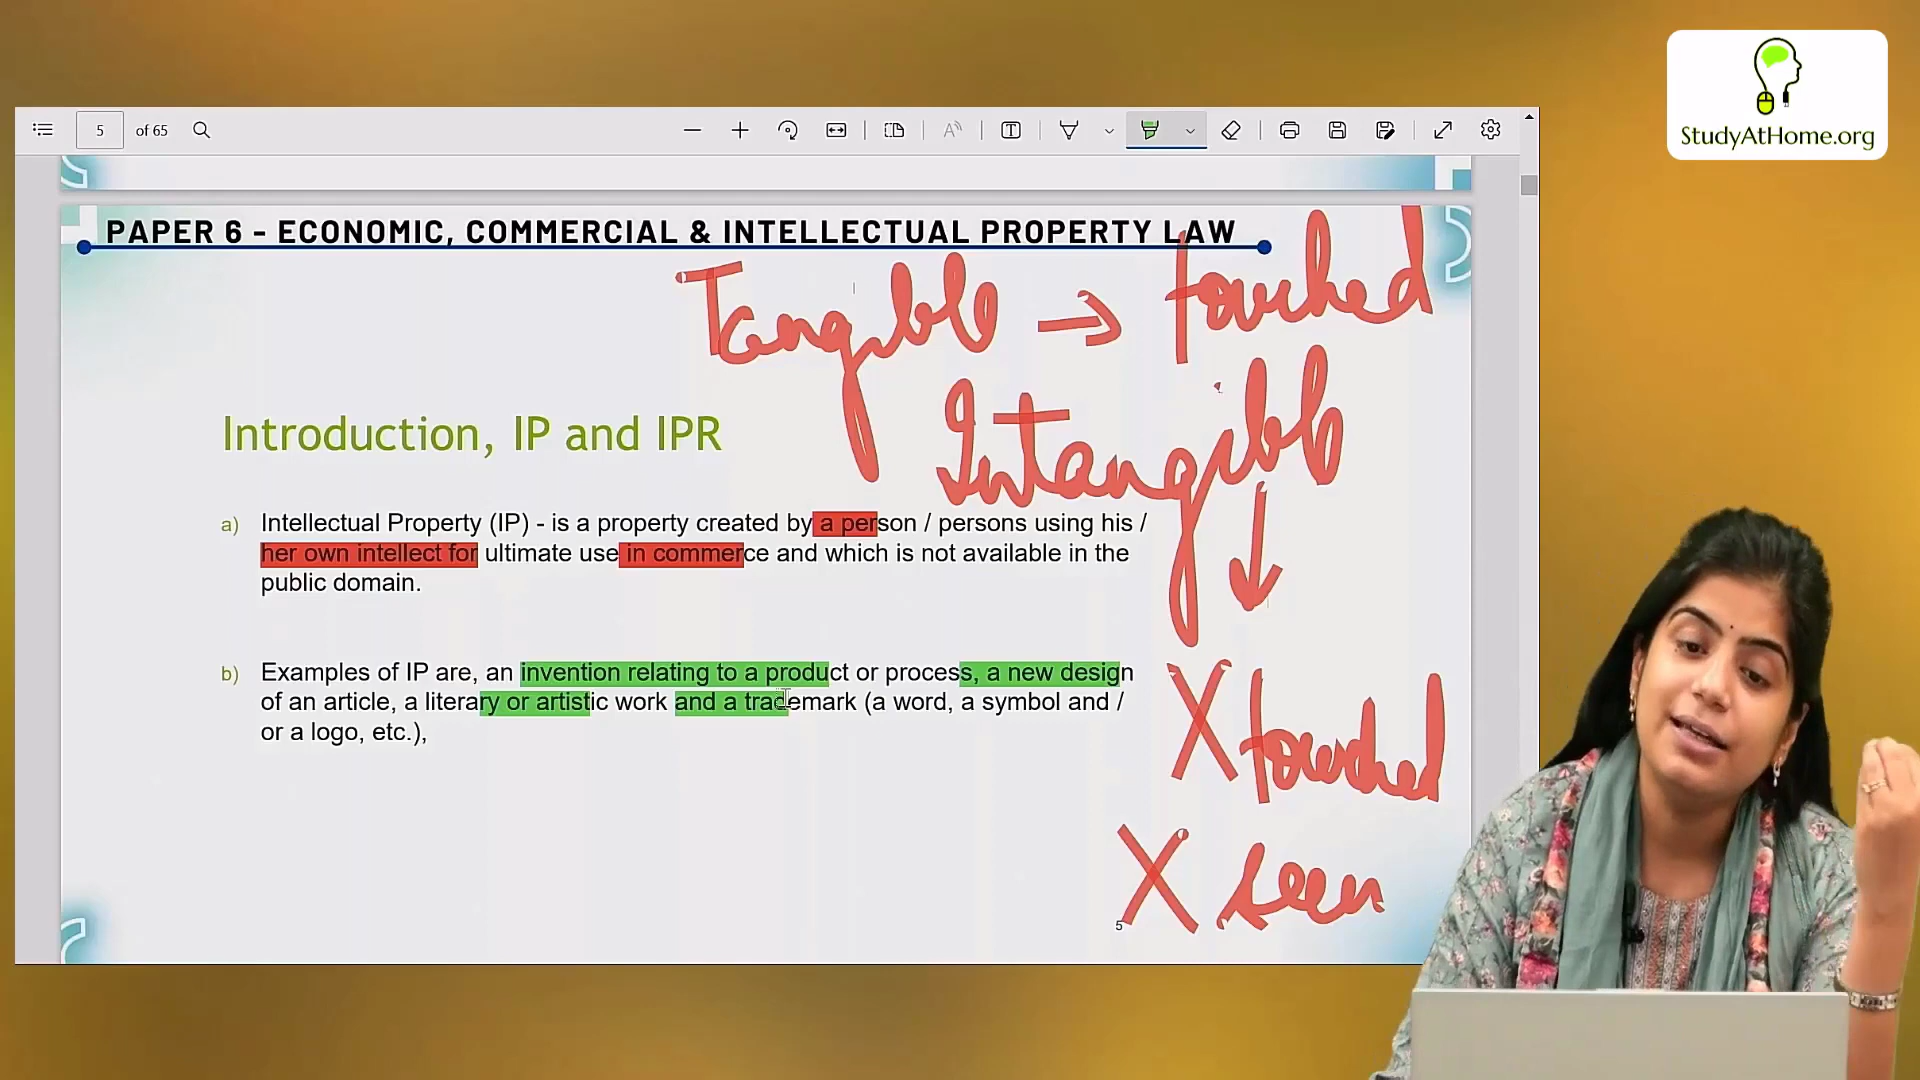 StudyAtHome.org
5 of 65
PAPER 6 - ECONOMIC, COMMERCIAL & INTELLECTUAL PROPERTY LAW
Tangible → touched
Intangible
Introduction, IP and IPR
a) Intellectual Property (IP) - is a property created by a person / persons using his /
her own intellect for ultimate use in commerce and which is not available in the
public domain.
b) Examples of IP are, an invention relating to a product or process, a new design
of an article, a literary or artistic work and a trademark (a word, a symbol and /
or a logo, etc.),
X touched
X seen
5